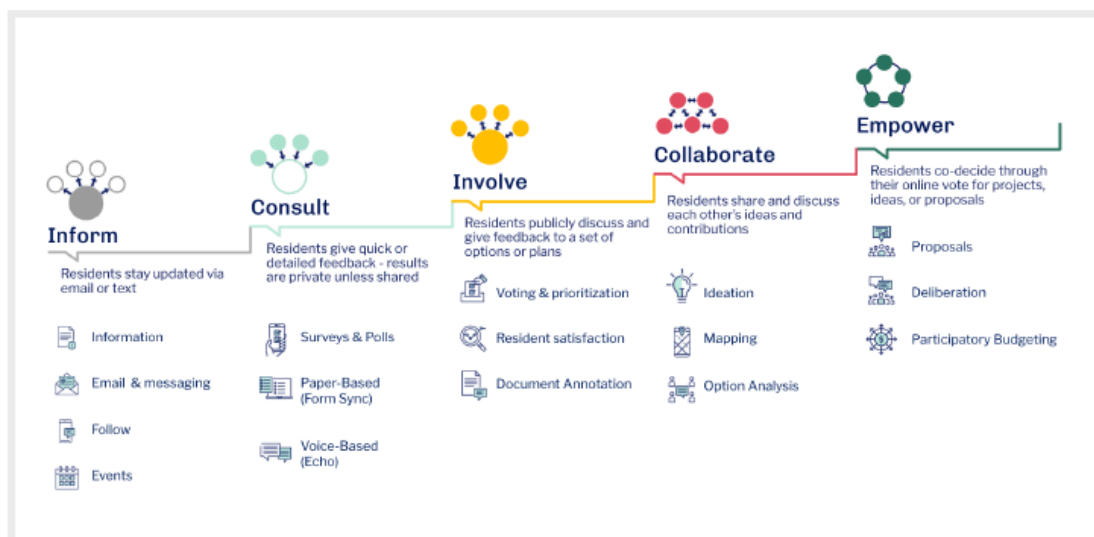 Inform
Residents stay updated via
email or text
Information
Email & messaging
Follow
Events
Consult
Residents give quick or
detailed feedback - results
are private unless shared
Surveys & Polls
Paper-Based
(Form Sync)
Voice-Based
(Echo)
Involve
Residents publicly discuss and
give feedback to a set of
options or plans
Voting & prioritization
Resident satisfaction
Document Annotation
Collaborate
Residents share and discuss
each other's ideas and
contributions
Ideation
Mapping
Option Analysis
Empower
Residents co-decide through
their online vote for projects,
ideas, or proposals
Proposals
Deliberation
Participatory Budgeting